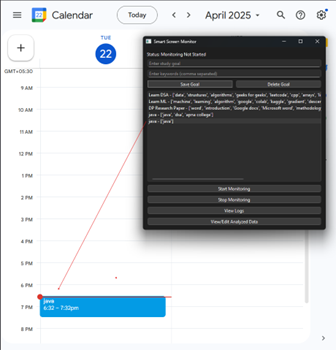 Calendar
Today
April 2025
TUE
22
GMT+05:30
9 AM
10 AM
11 AM
12 PM
1 PM
2 PM
3 PM
4 PM
5 PM
6 PM
7 PM
8 PM
java
6:32 – 7:32pm
Smart Screen Monitor
Status: Monitoring Not Started
Enter study goal
Enter keywords (comma separated)
Save Goal
Delete Goal
Learn DSA - ['data', 'structures', 'algorithms', 'geeks for geeks', 'leetcode', 'cpp', 'arrays',
Learn ML - ['machine', 'learning', 'algorithm', 'google', 'colab', 'kaggle', 'gradient',
DP Research Paper - ['word', 'introduction', 'Google docs', 'Microsoft word',
java - ['java', 'dsa', 'apna college']
java - ['java']
Start Monitoring
Stop Monitoring
View Logs
View/Edit Analyzed Data